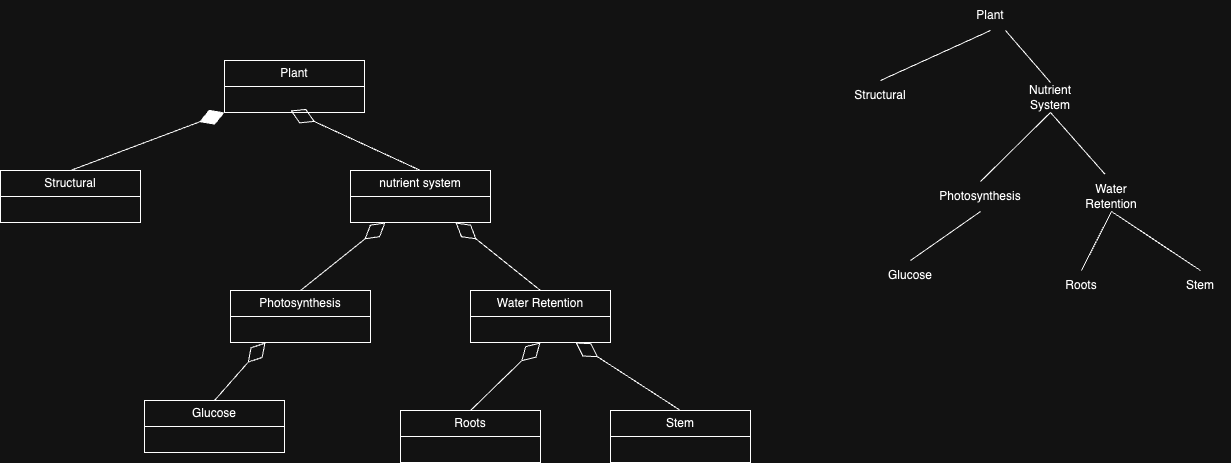 Plant
Structural
nutrient system
Photosynthesis
Water Retention
Glucose
Roots
Stem
Plant
Structural
Nutrient
System
Photosynthesis
Water
Retention
Glucose
Roots
Stem